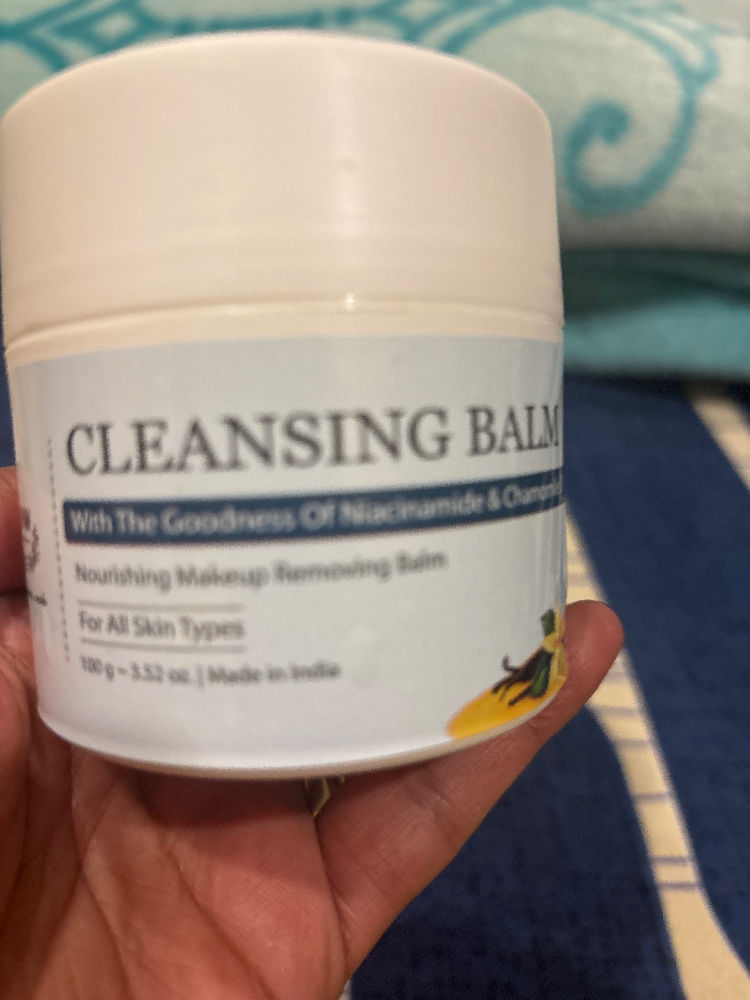 CLEANSING BALM
With The Goodness Of Niacinamide &
Nourishing Makeup Removing Balm
For All Skin Types
100 g ~ 3.52 oz. | Made in India